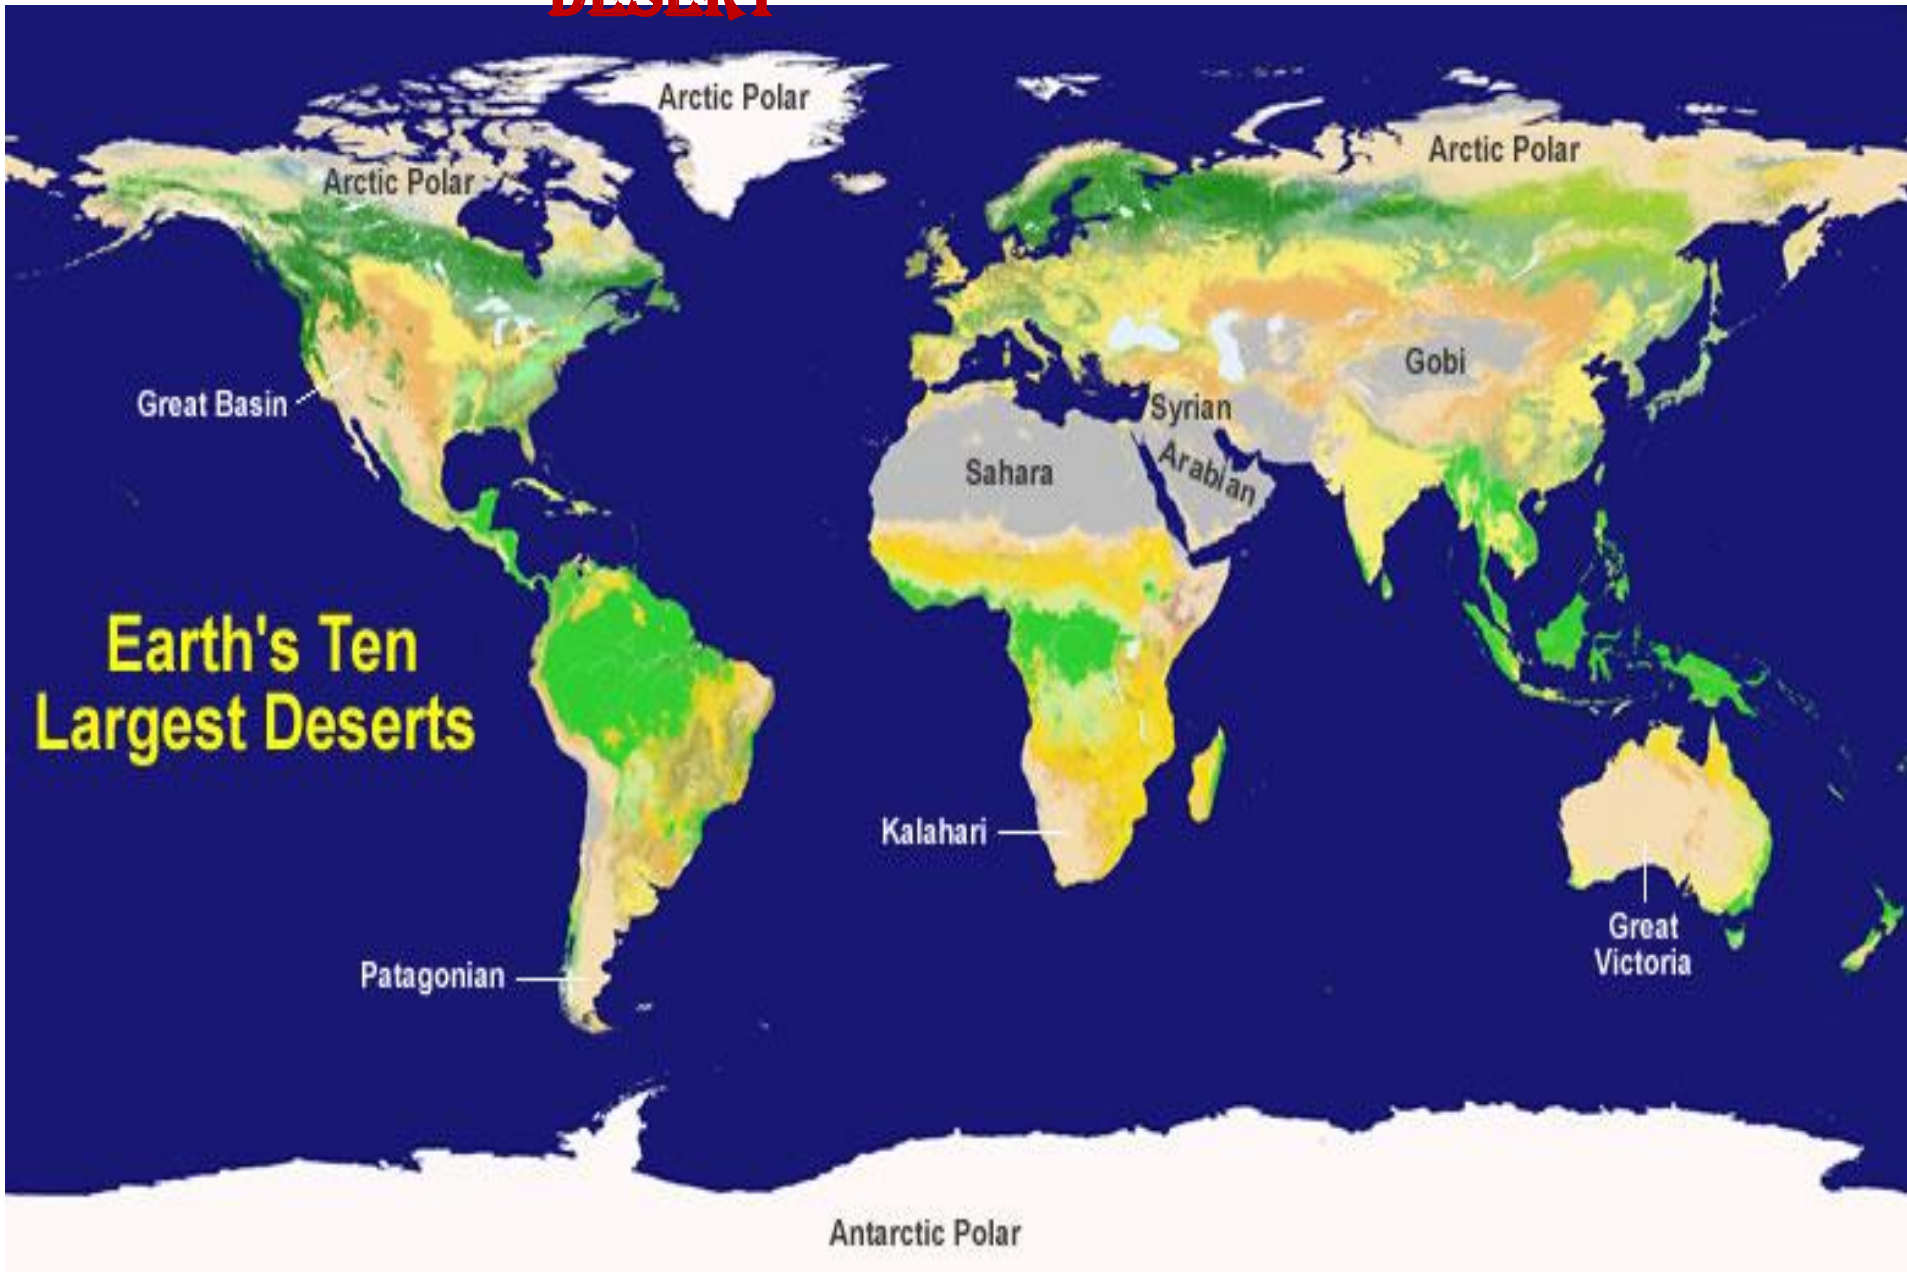 DESERT
Arctic Polar
Arctic Polar
Arctic Polar
Gobi
Great Basin
Syrian
Sahara
Arabian
Earth's Ten
Largest Deserts
Kalahari
Great
Victoria
Patagonian
Antarctic Polar